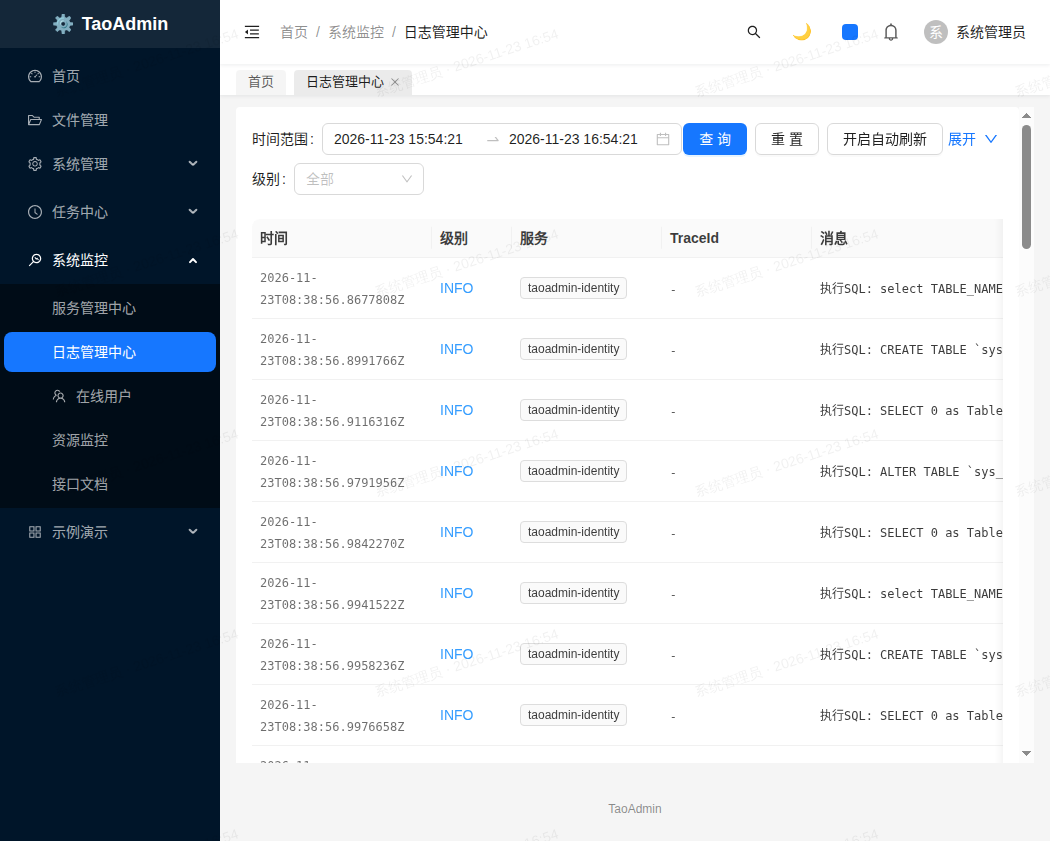 TaoAdmin
首页 / 系统监控 / 日志管理中心
系 系统管理员
首页
文件管理
系统管理
任务中心
系统监控
服务管理中心
日志管理中心
在线用户
资源监控
接口文档
示例演示
首页 日志管理中心
时间范围: 2026-11-23 15:54:21 2026-11-23 16:54:21 查 询 重 置 开启自动刷新 展开
级别: 全部
时间 级别 服务 TraceId 消息
2026-11-
23T08:38:56.8677808Z INFO taoadmin-identity - 执行SQL: select TABLE_NAME
2026-11-
23T08:38:56.8991766Z INFO taoadmin-identity - 执行SQL: CREATE TABLE `sys
2026-11-
23T08:38:56.9116316Z INFO taoadmin-identity - 执行SQL: SELECT 0 as Table
2026-11-
23T08:38:56.9791956Z INFO taoadmin-identity - 执行SQL: ALTER TABLE `sys_
2026-11-
23T08:38:56.9842270Z INFO taoadmin-identity - 执行SQL: SELECT 0 as Table
2026-11-
23T08:38:56.9941522Z INFO taoadmin-identity - 执行SQL: select TABLE_NAME
2026-11-
23T08:38:56.9958236Z INFO taoadmin-identity - 执行SQL: CREATE TABLE `sys
2026-11-
23T08:38:56.9976658Z INFO taoadmin-identity - 执行SQL: SELECT 0 as Table
TaoAdmin
系统管理员 2026-11-23 16:54